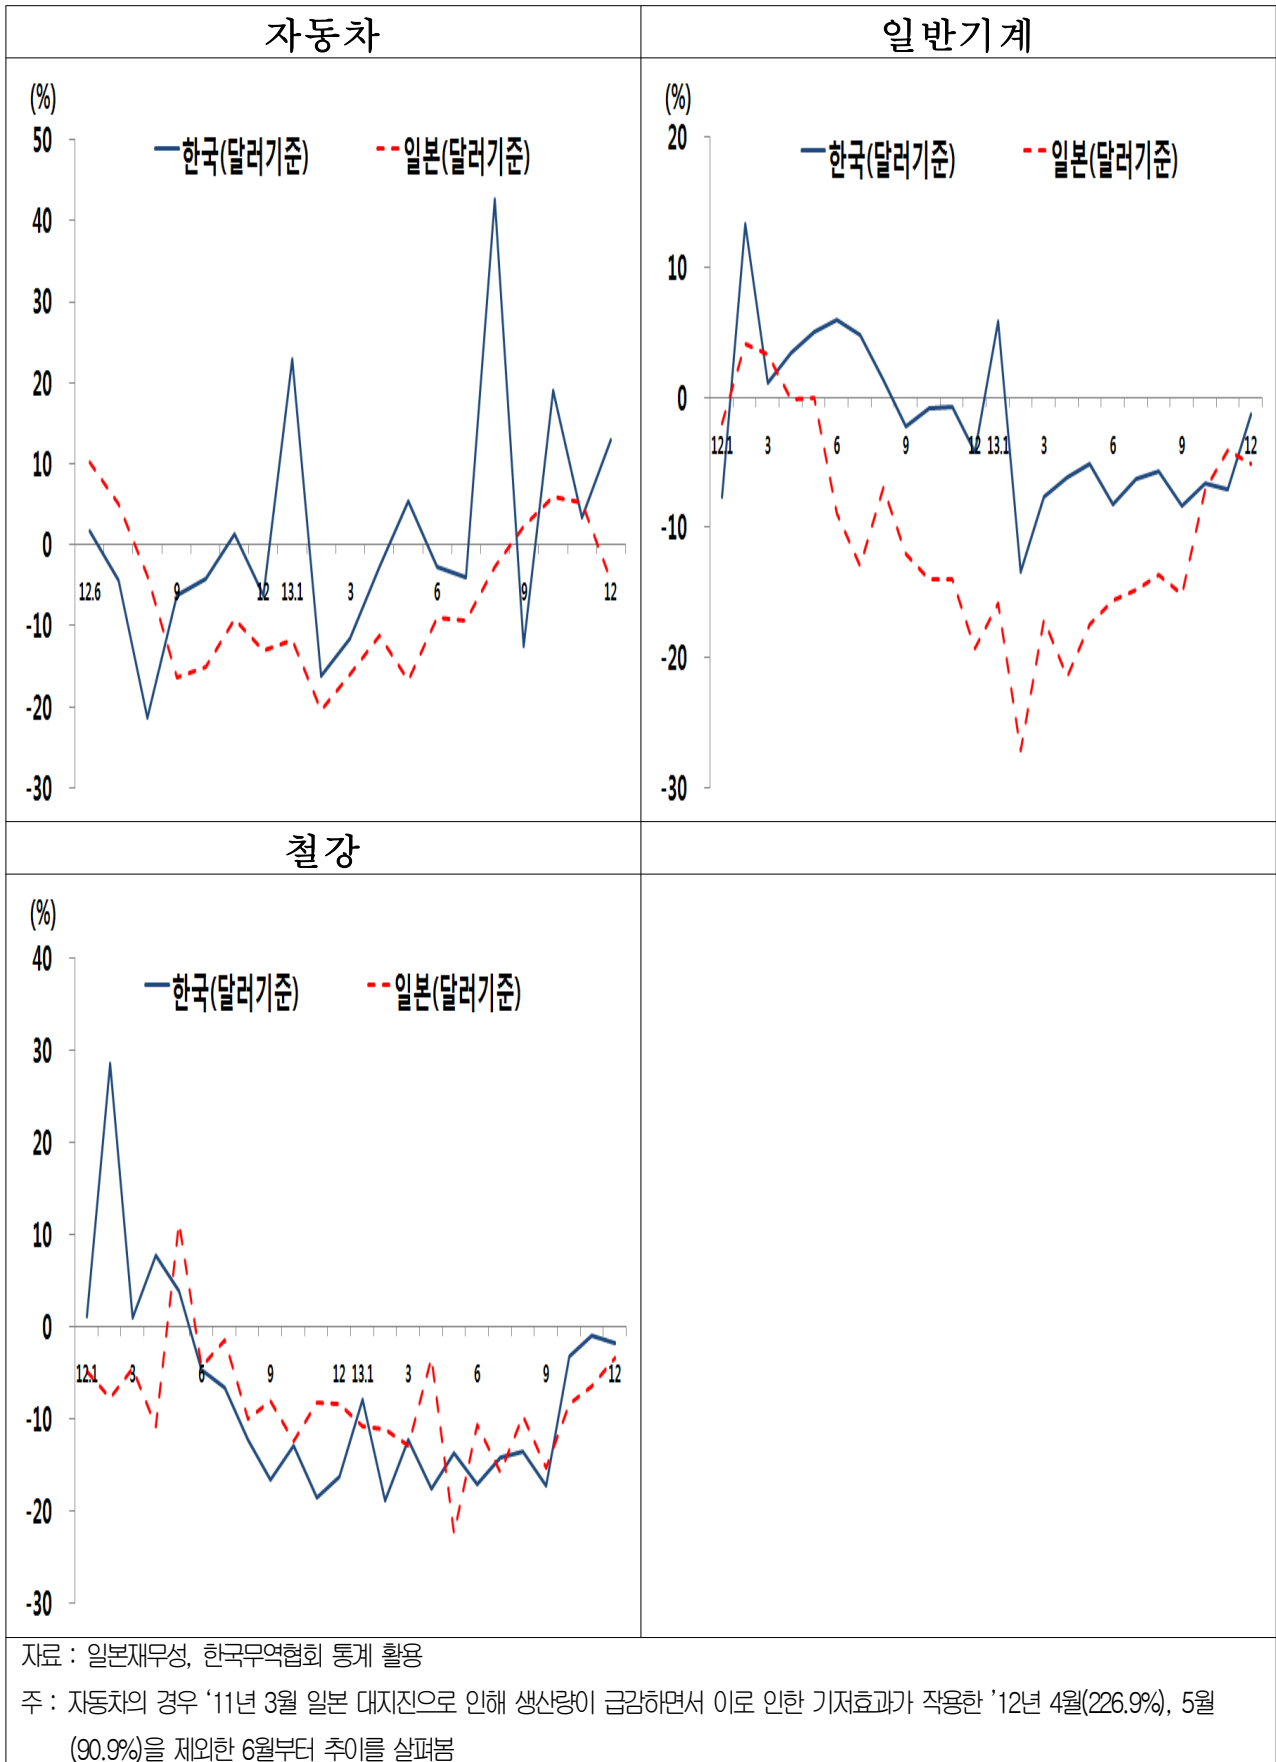 자동차
일반기계
(%)
한국(달러기준) 일본(달러기준)
50
40
30
20
10
0
-10
-20
-30
12.6 9 12 13.1 3 6 9 12
(%)
한국(달러기준) 일본(달러기준)
20
10
0
-10
-20
-30
12.1 3 6 9 12 13.1 3 6 9 12
철강
(%)
한국(달러기준) 일본(달러기준)
40
30
20
10
0
-10
-20
-30
12.1 3 6 9 12 13.1 3 6 9 12
자료 : 일본재무성, 한국무역협회 통계 활용
주 : 자동차의 경우 ‘11년 3월 일본 대지진으로 인해 생산량이 급감하면서 이로 인한 기저효과가 작용한 ’12년 4월(226.9%), 5월
(90.9%)을 제외한 6월부터 추이를 살펴봄